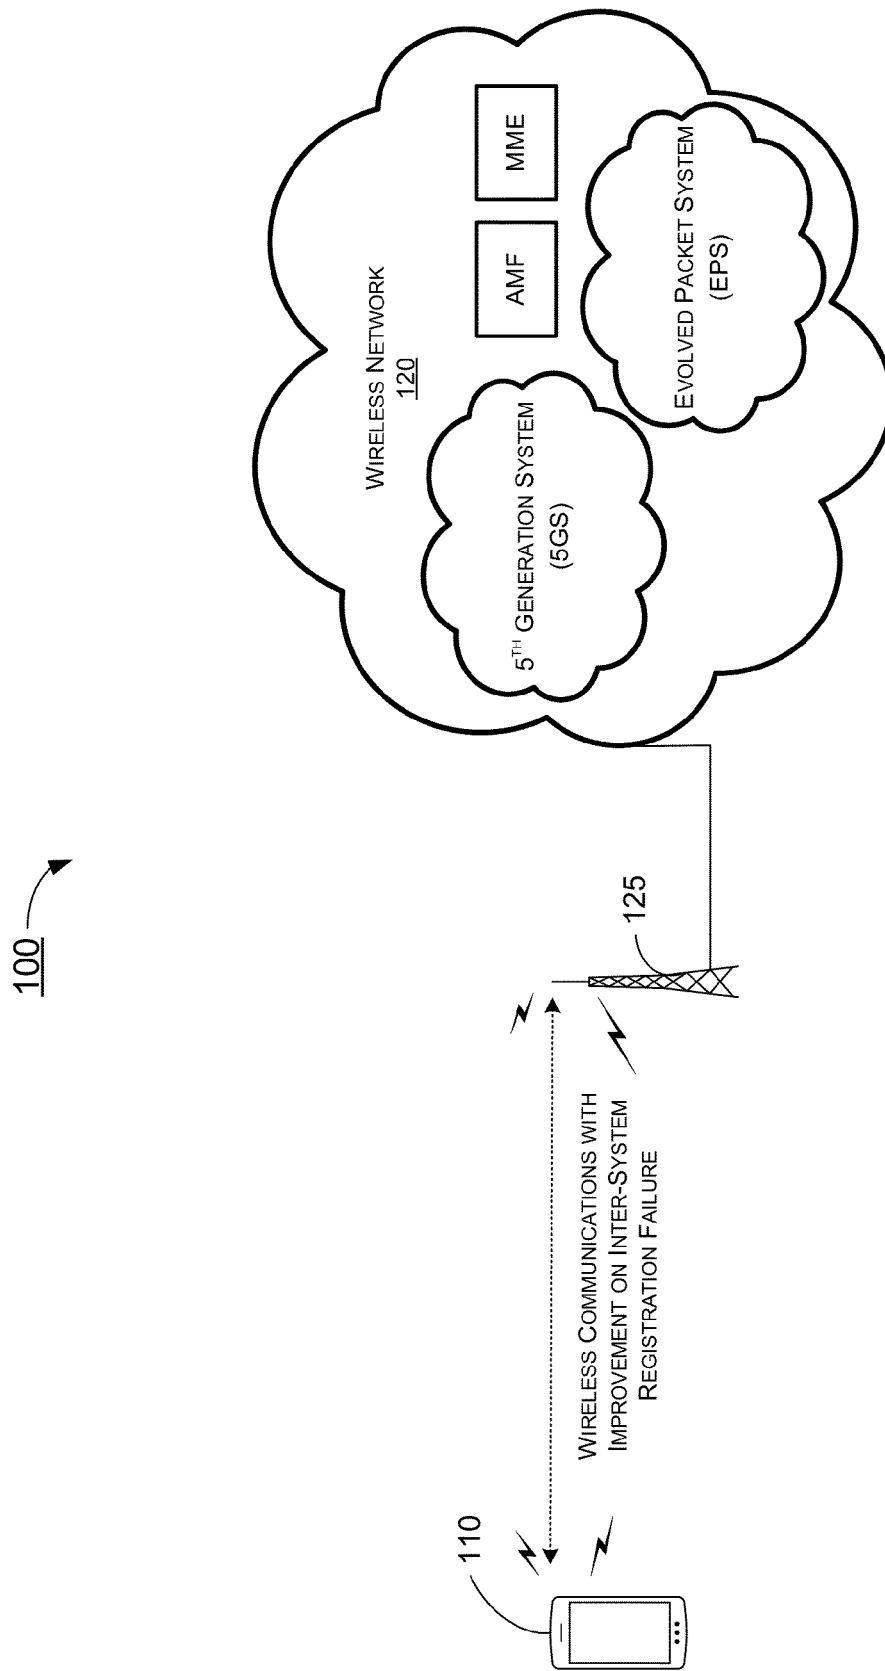 100
110
WIRELESS COMMUNICATIONS WITH
IMPROVEMENT ON INTER-SYSTEM
REGISTRATION FAILURE
125
WIRELESS NETWORK
120
5TH GENERATION SYSTEM
(5GS)
AMF
MME
EVOLVED PACKET SYSTEM
(EPS)